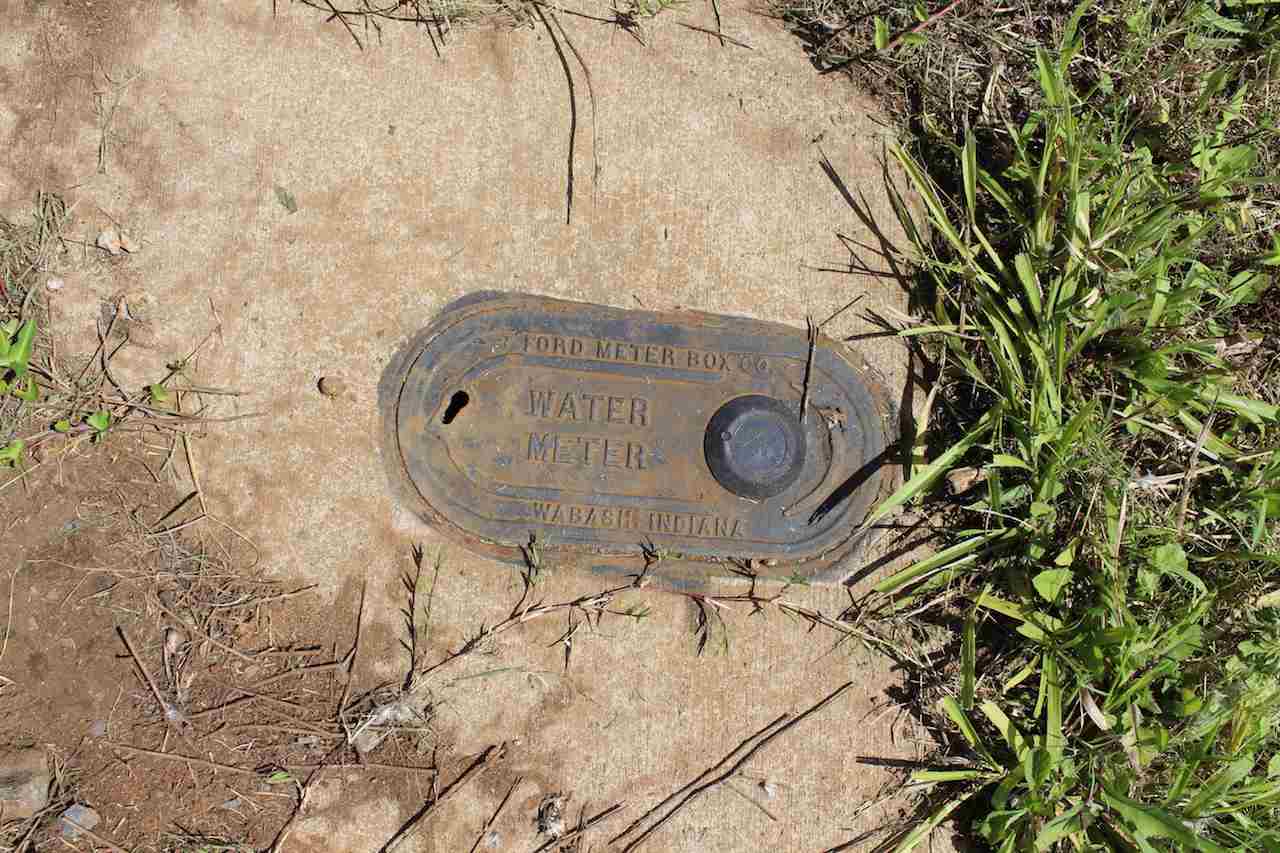 FORD METER BOX CO.
WATER
METER
WABASH INDIANA